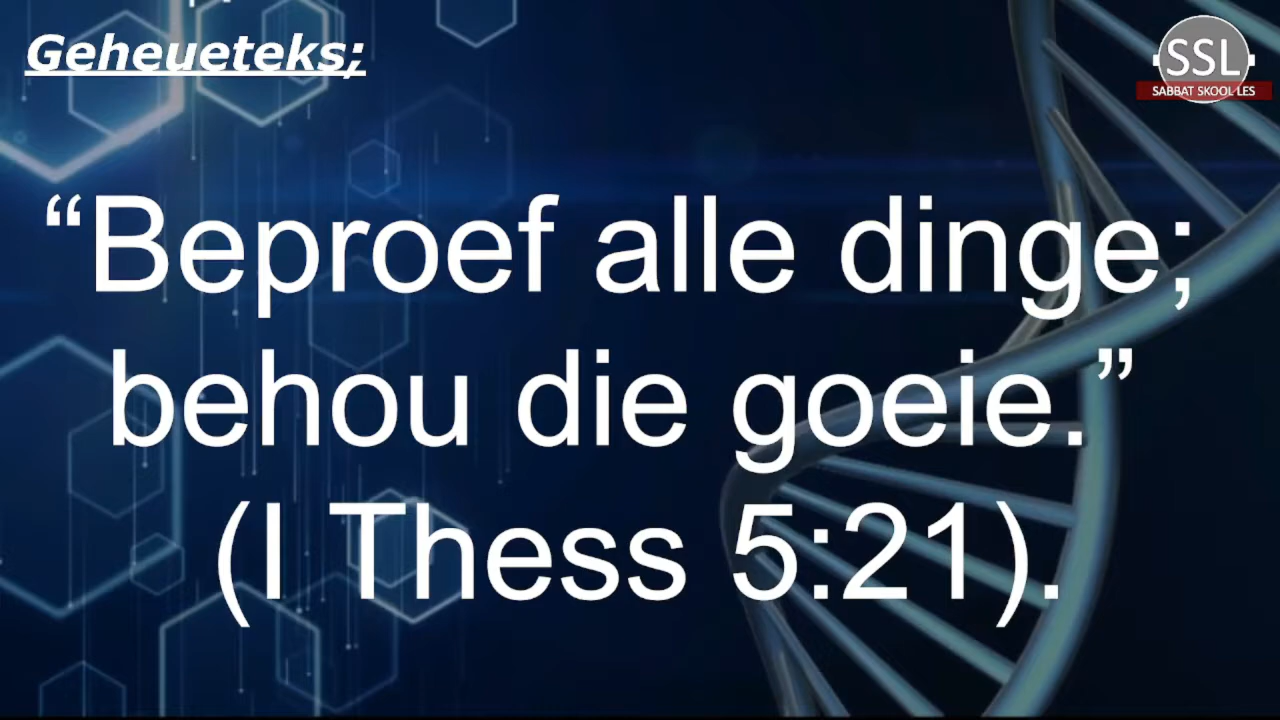 Geheueteks;
SSL
SABBAT SKOOL LES
“Beproef alle dinge;
behou die goeie.”
(I Thess 5:21).